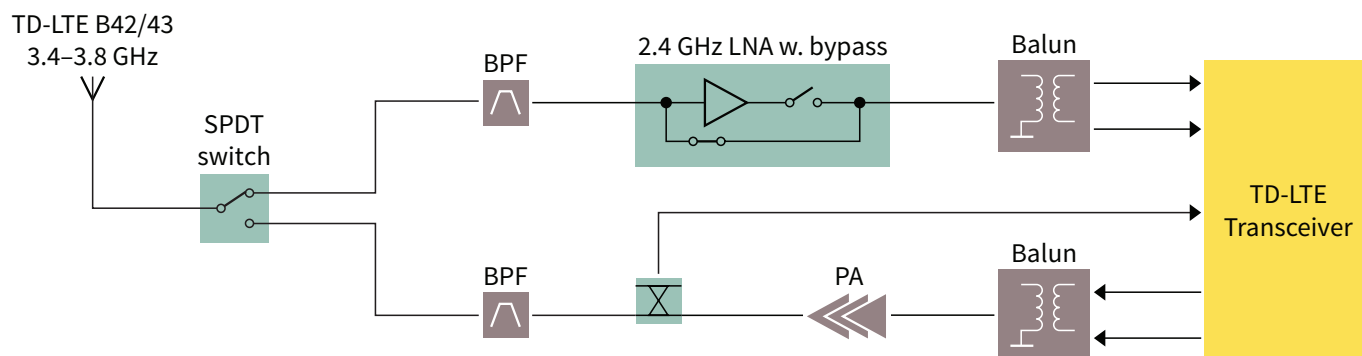 TD-LTE B42/43
3.4–3.8 GHz
SPDT
switch
BPF
2.4 GHz LNA w. bypass
Balun
TD-LTE
Transceiver
BPF
PA
Balun